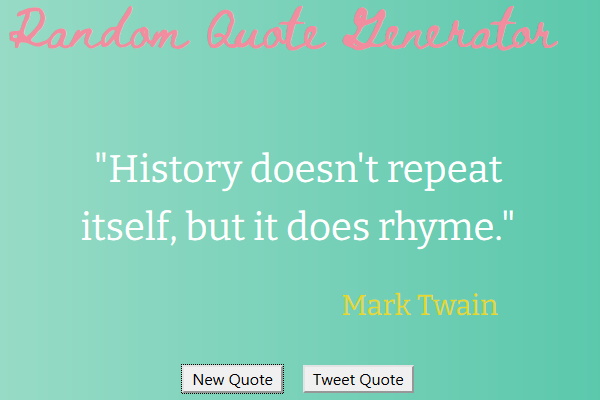 Random Quote Generator
"History doesn't repeat
itself, but it does rhyme."
Mark Twain
New Quote Tweet Quote